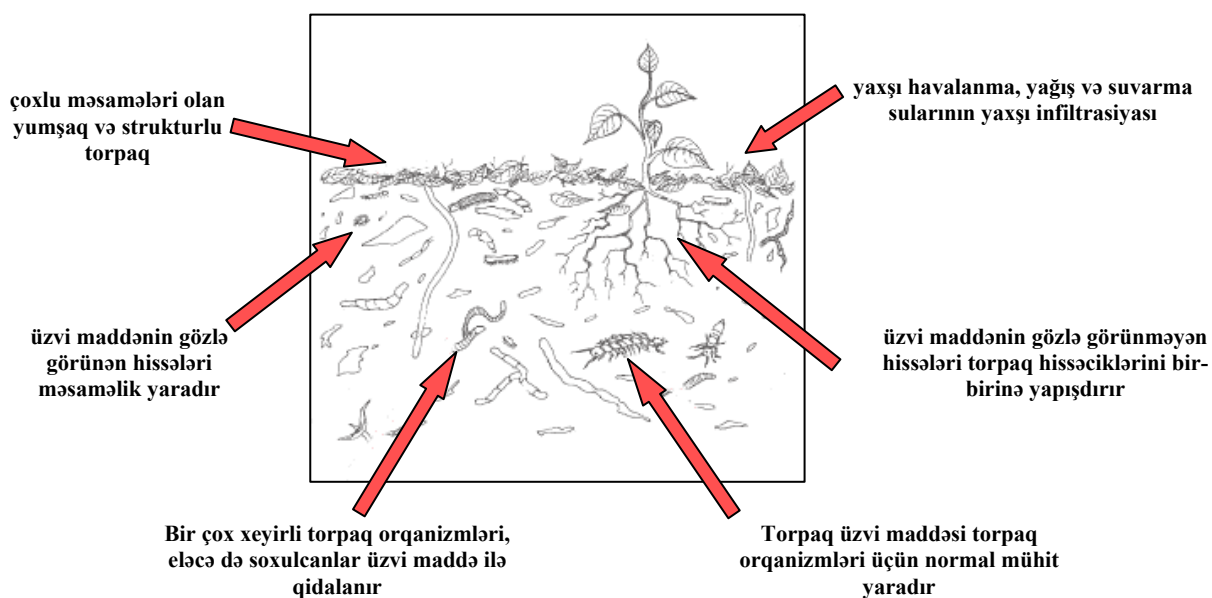 çoxlu məsamələri olan
yumşaq və strukturlu
torpaq
yaxşı havalanma, yağış və suvarma
sularının yaxşı infiltrasiyası
üzvi maddənin gözlə
görünən hissələri
məsaməlik yaradır
üzvi maddənin gözlə görünməyən
hissələri torpaq hissəciklərini bir-
birinə yapışdırır
Bir çox xeyirli torpaq orqanizmləri,
eləcə də soxulcanlar üzvi maddə ilə
qidalanır
Torpaq üzvi maddəsi torpaq
orqanizmləri üçün normal mühit
yaradır